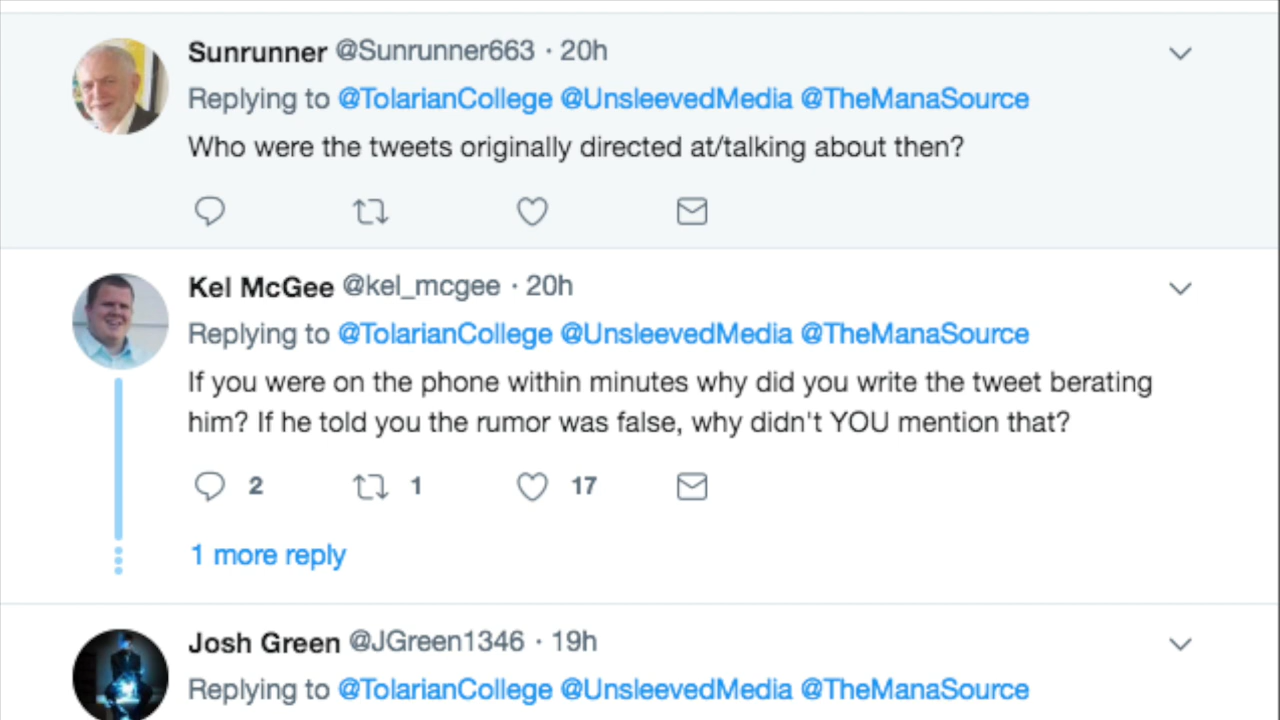 Sunrunner @Sunrunner663 · 20h
Replying to @TolarianCollege @UnsleevedMedia @TheManaSource
Who were the tweets originally directed at/talking about then?
Kel McGee @kel_mcgee · 20h
Replying to @TolarianCollege @UnsleevedMedia @TheManaSource
If you were on the phone within minutes why did you write the tweet berating
him? If he told you the rumor was false, why didn't YOU mention that?
2 1 17
1 more reply
Josh Green @JGreen1346 · 19h
Replying to @TolarianCollege @UnsleevedMedia @TheManaSource